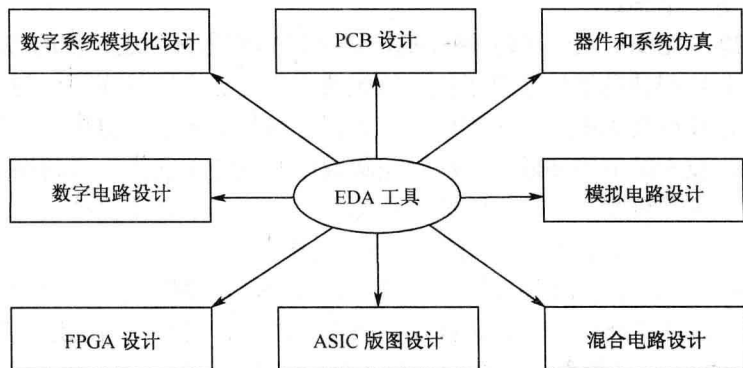 数字系统模块化设计
PCB 设计
器件和系统仿真
数字电路设计
EDA 工具
模拟电路设计
FPGA 设计
ASIC 版图设计
混合电路设计